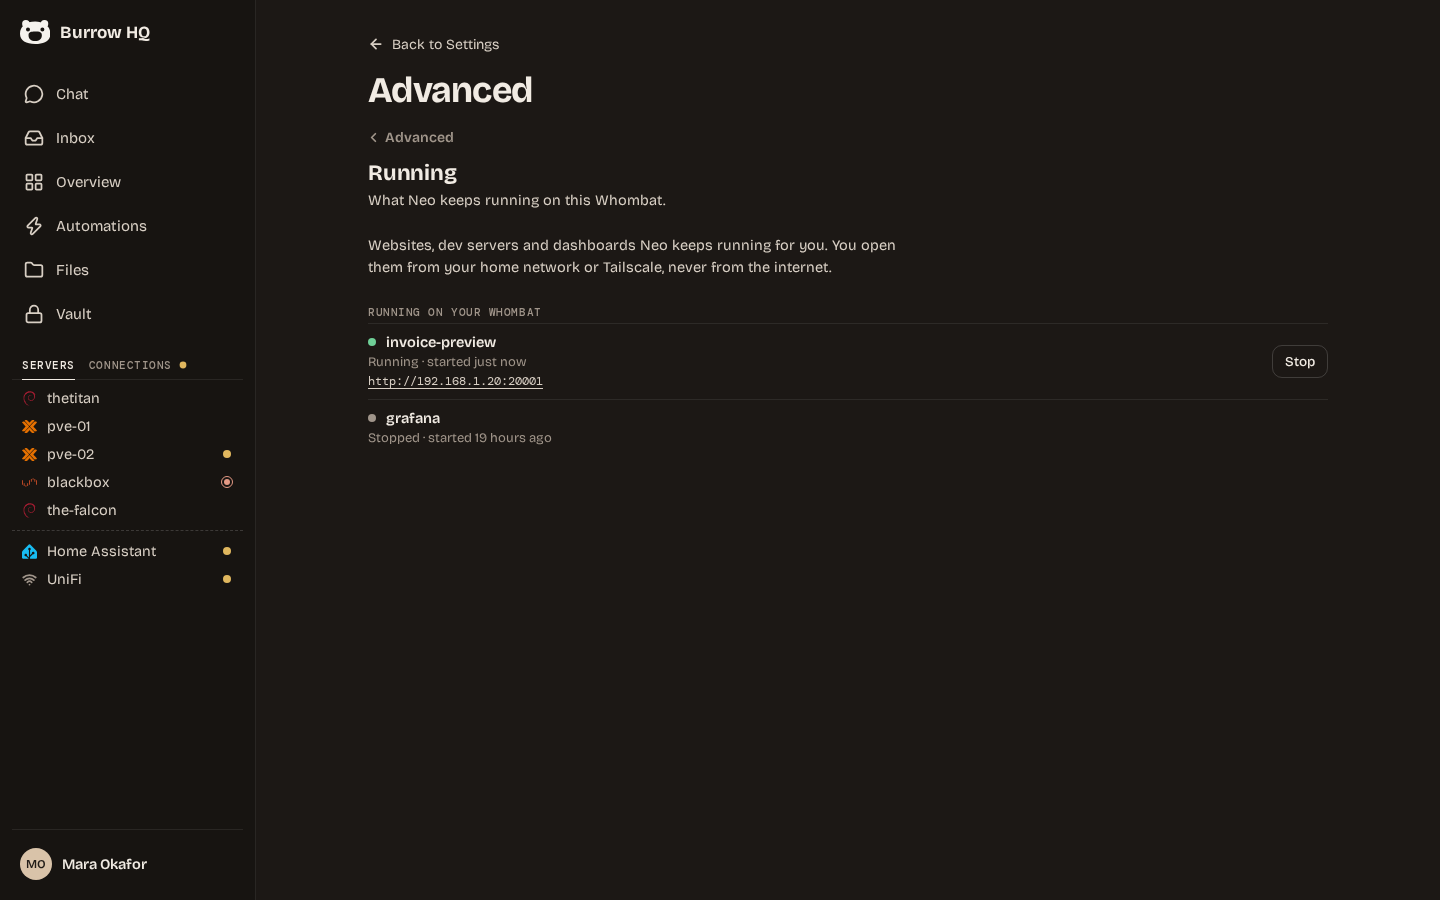 Burrow HQ
Chat
Inbox
Overview
Automations
Files
Vault
SERVERS CONNECTIONS
thetitan
pve-01
pve-02
blackbox
the-falcon
Home Assistant
UniFi
MO Mara Okafor
Back to Settings
Advanced
Advanced
Running
What Neo keeps running on this Whombat.
Websites, dev servers and dashboards Neo keeps running for you. You open
them from your home network or Tailscale, never from the internet.
RUNNING ON YOUR WHOMBAT
invoice-preview
Running · started just now
http://192.168.1.20:20001
Stop
grafana
Stopped · started 19 hours ago